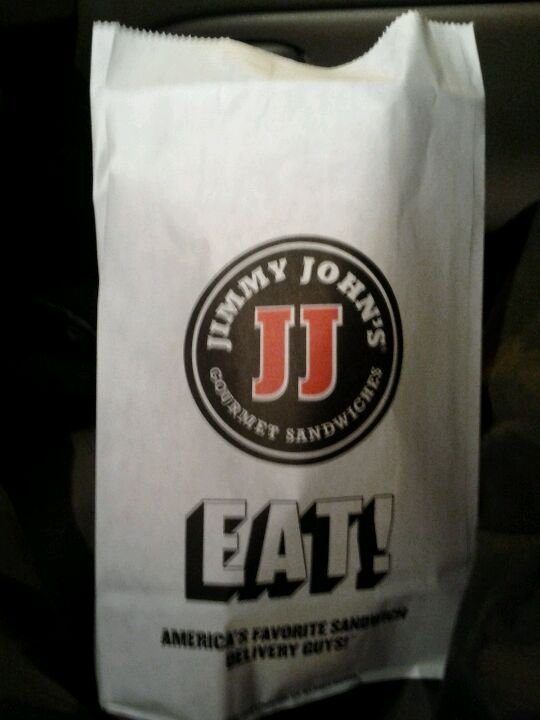 JIMMY JOHN'S®
JJ
GOURMET SANDWICHES
EAT!
AMERICA'S FAVORITE SANDWICH
DELIVERY GUYS!